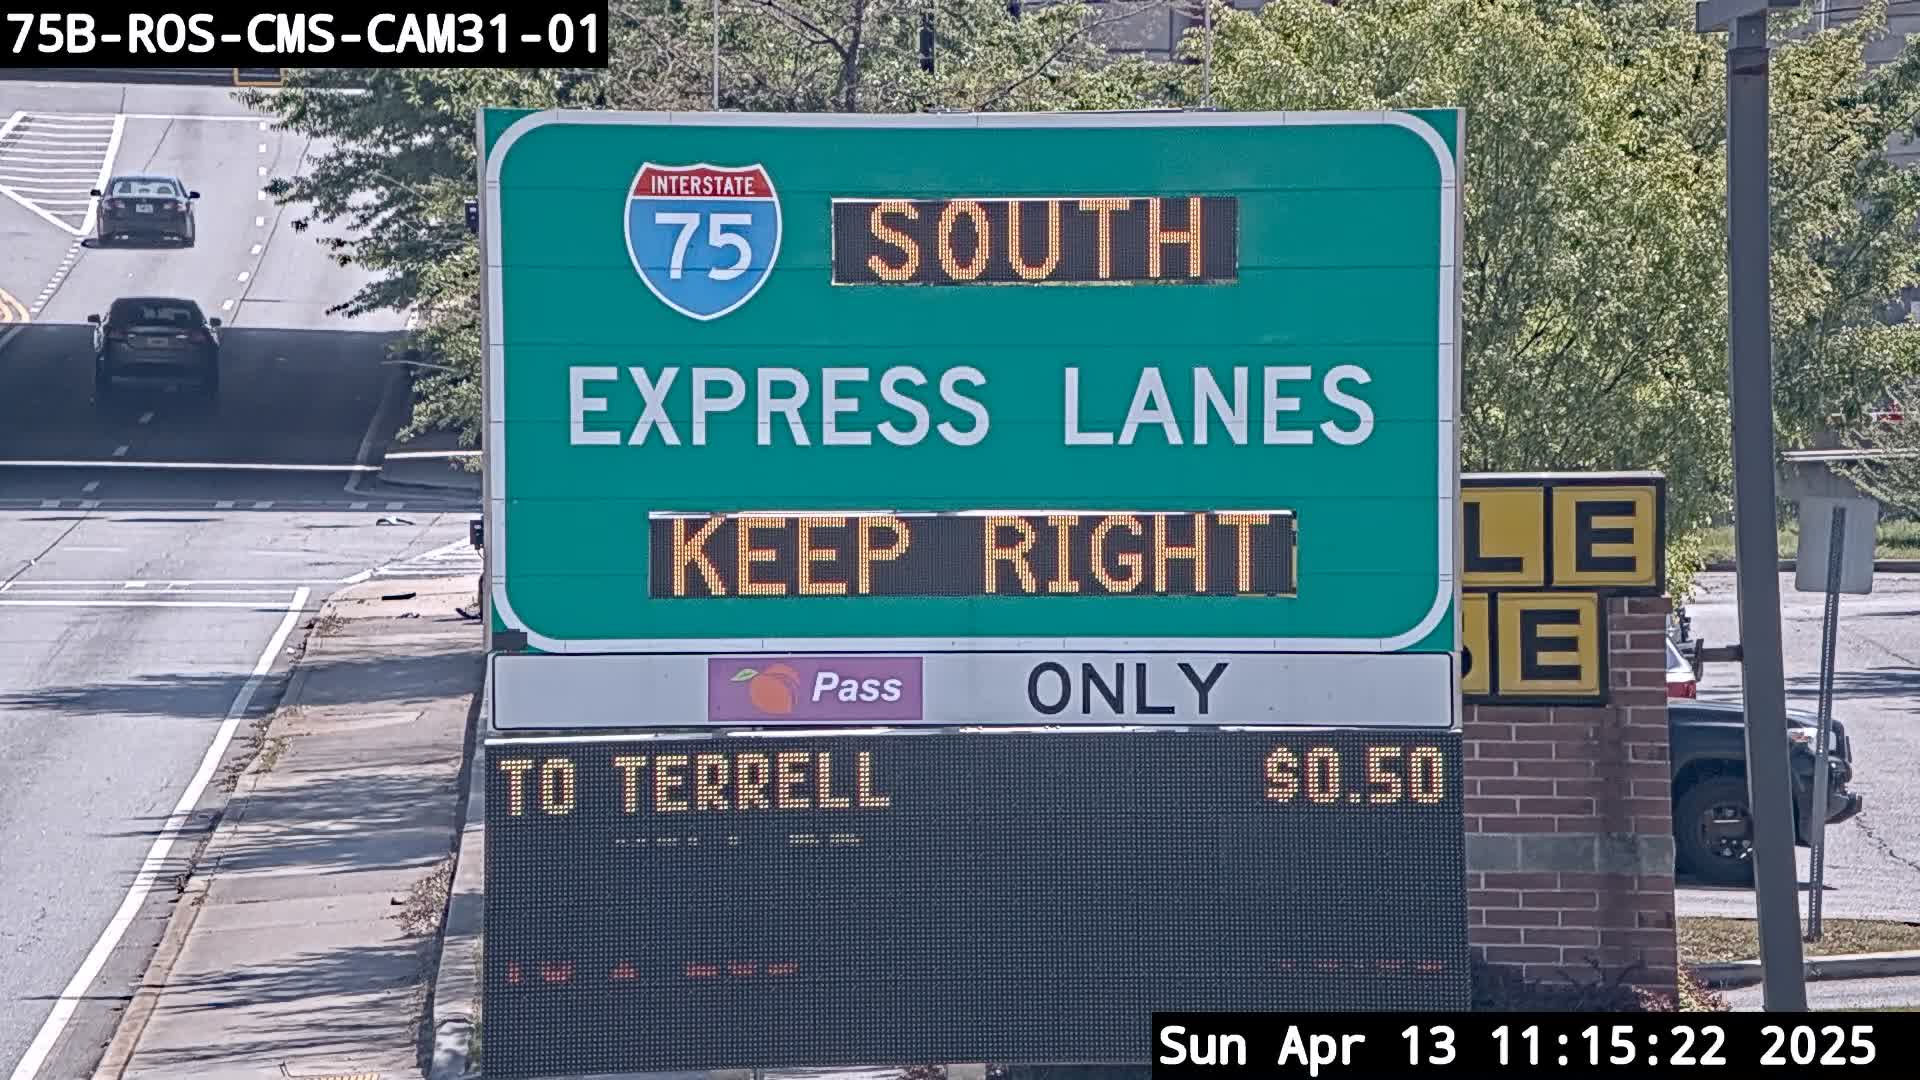 75B-ROS-CMS-CAM31-01
INTERSTATE
75
SOUTH
EXPRESS LANES
KEEP RIGHT
LE
E
Pass ONLY
TO TERRELL $0.50
Sun Apr 13 11:15:22 2025